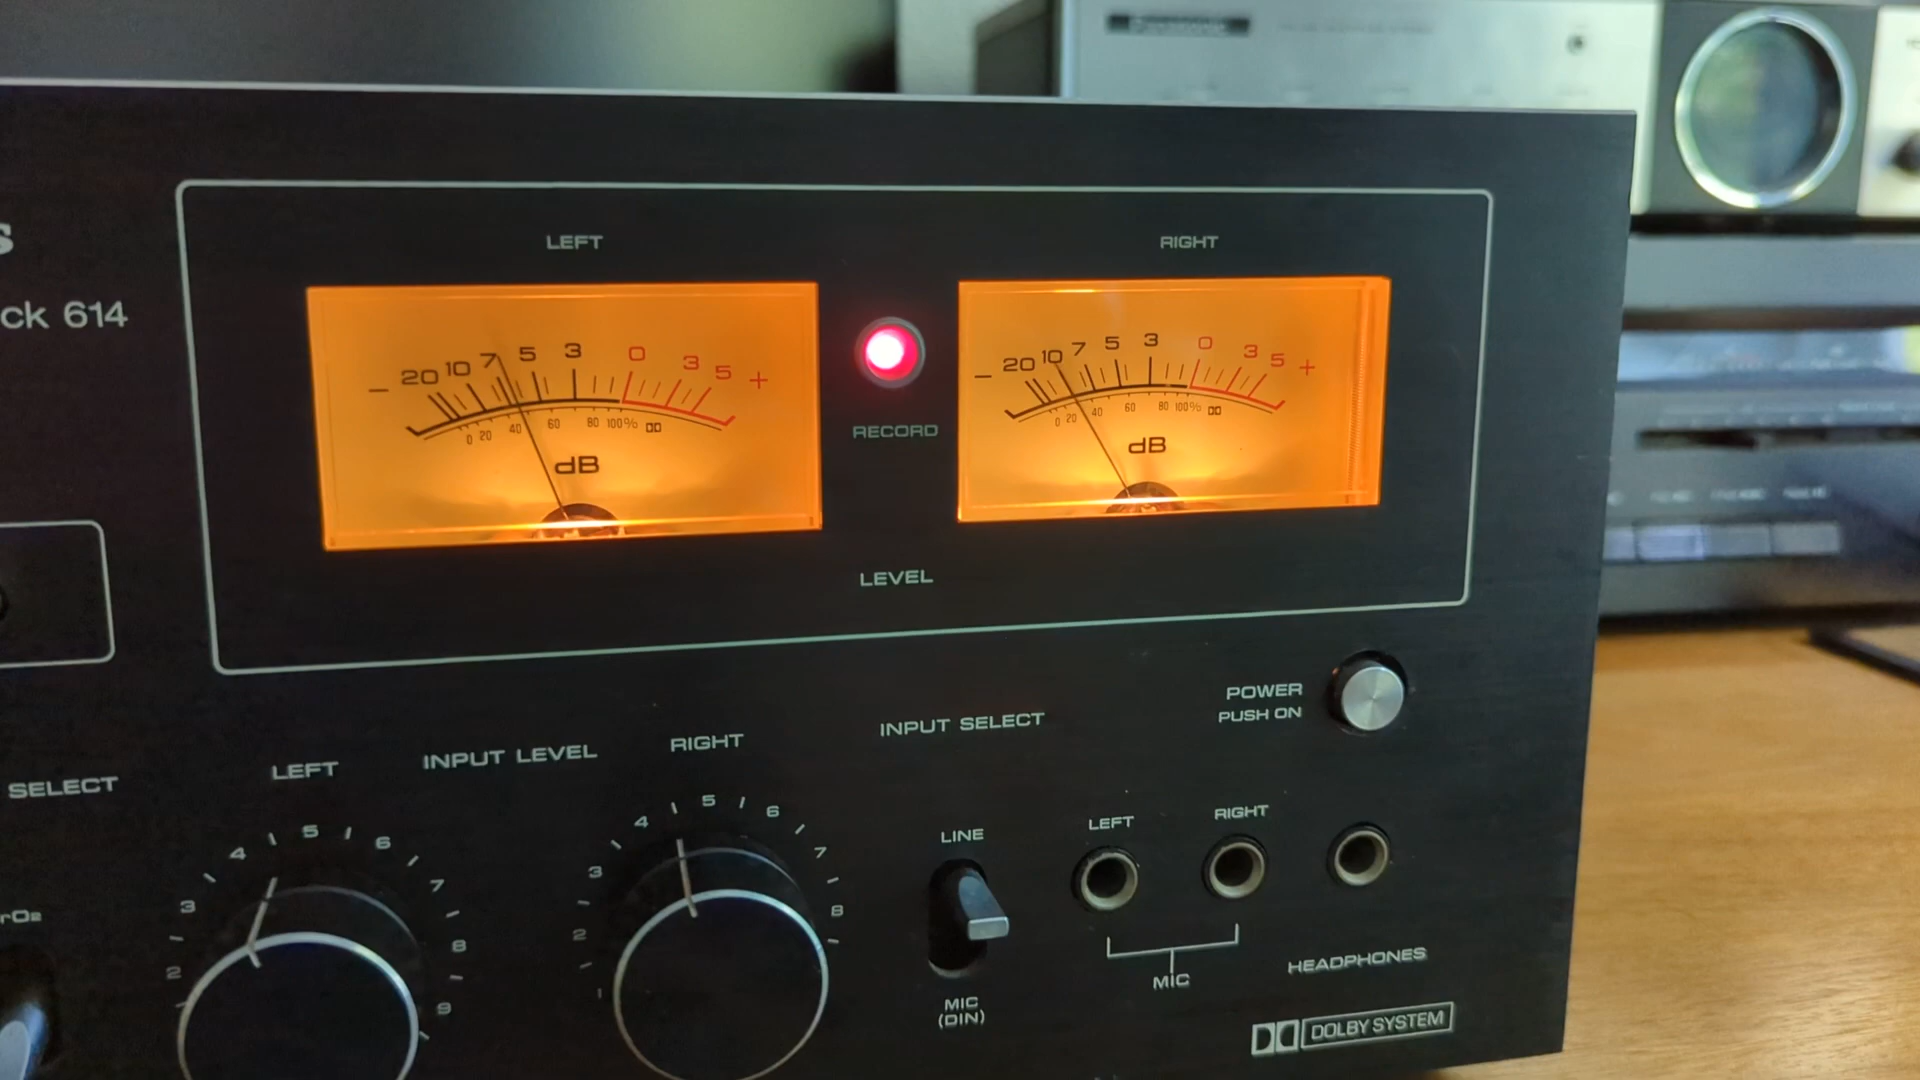 Panasonic
s
ck 614
LEFT
RIGHT
− 20 10 7 5 3 0 3 5 +
0 20 40 60 80 100%
dB
RECORD
− 20 10 7 5 3 0 3 5 +
0 20 40 60 80 100%
dB
LEVEL
POWER
PUSH ON
SELECT
LEFT
INPUT LEVEL
RIGHT
INPUT SELECT
2 3 4 5 6 7 8 9
1 2 3 4 5 6 7 8
LINE
MIC
(DIN)
LEFT
RIGHT
MIC
HEADPHONES
rO2
DOLBY SYSTEM